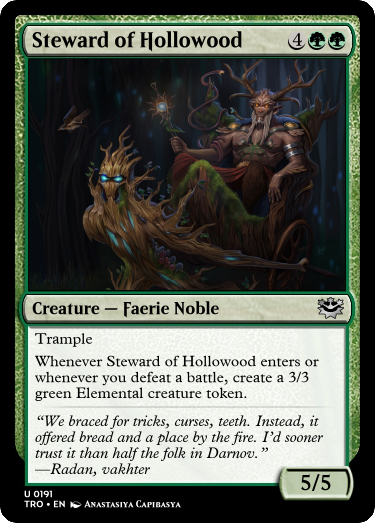 Steward of Hollowood 4
Creature — Faerie Noble
Trample
Whenever Steward of Hollowood enters or
whenever you defeat a battle, create a 3/3
green Elemental creature token.
“We braced for tricks, curses, teeth. Instead, it
offered bread and a place by the fire. I’d sooner
trust it than half the folk in Darnov.”
—Radan, vakhter
5/5
U 0191
TRO • EN Anastasiya Capibasya